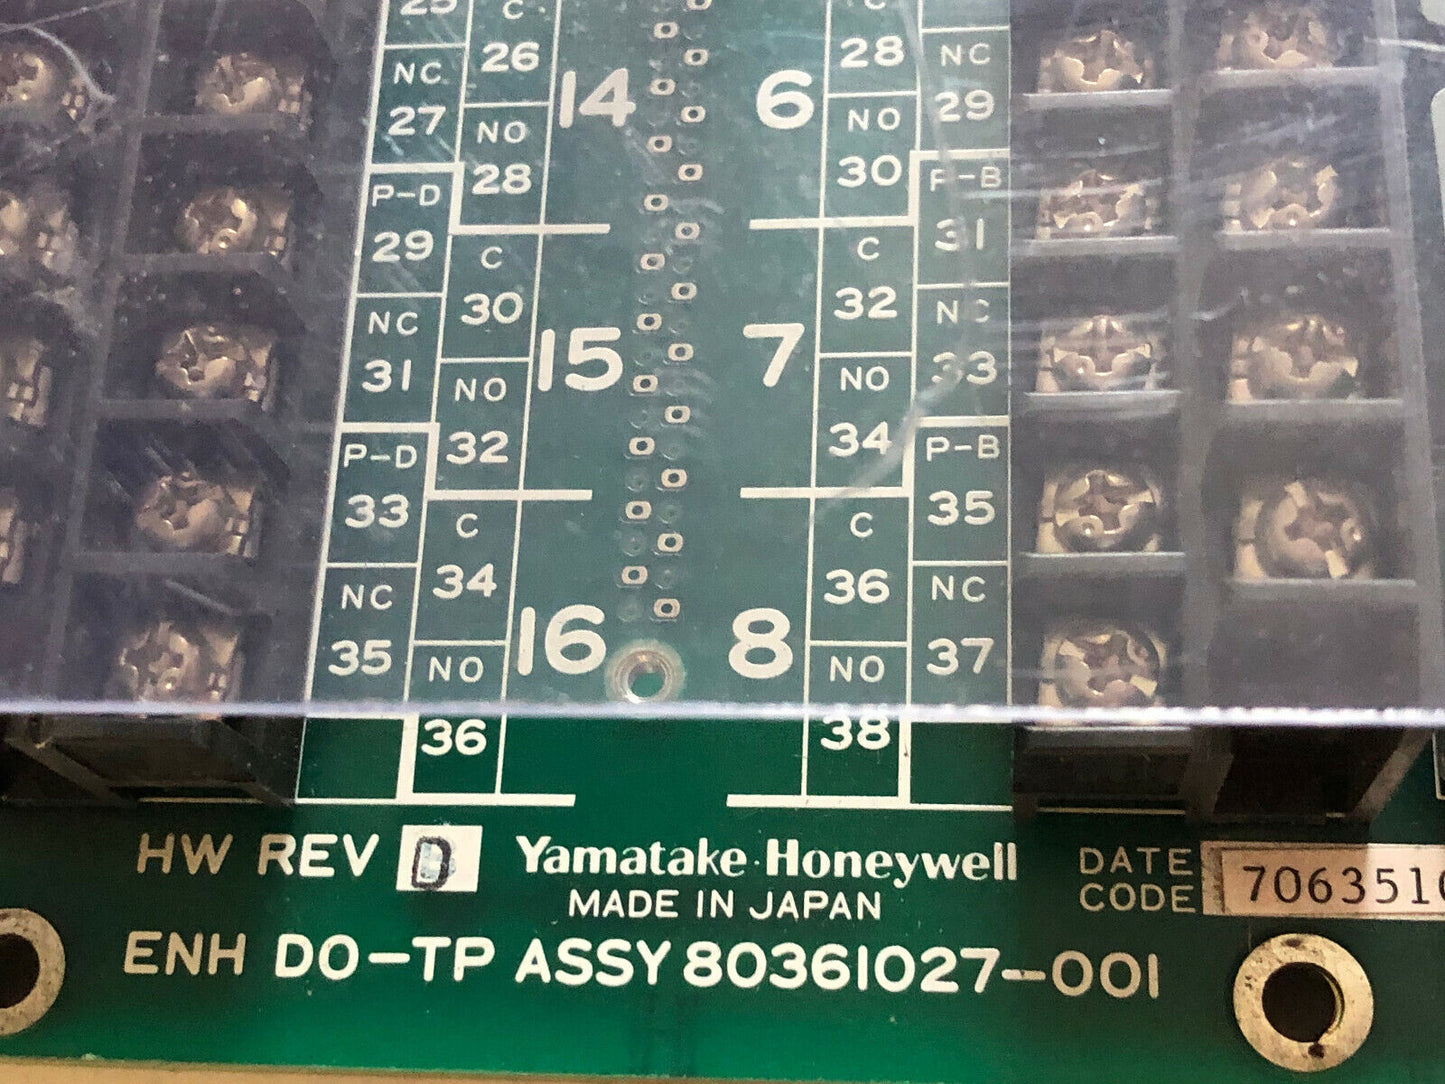 25
NC
27
P-D
29
NC
31
P-D
33
NC
35
C
26
NO
28
C
30
NO
32
C
34
NO
36
14
15
16
6
7
8
C
28
NO
30
C
32
NO
34
C
36
NO
38
NC
29
P-B
31
NC
33
P-B
35
NC
37
HW REV D Yamatake-Honeywell
MADE IN JAPAN
DATE CODE 7063510
ENH DO-TP ASSY 80361027-001